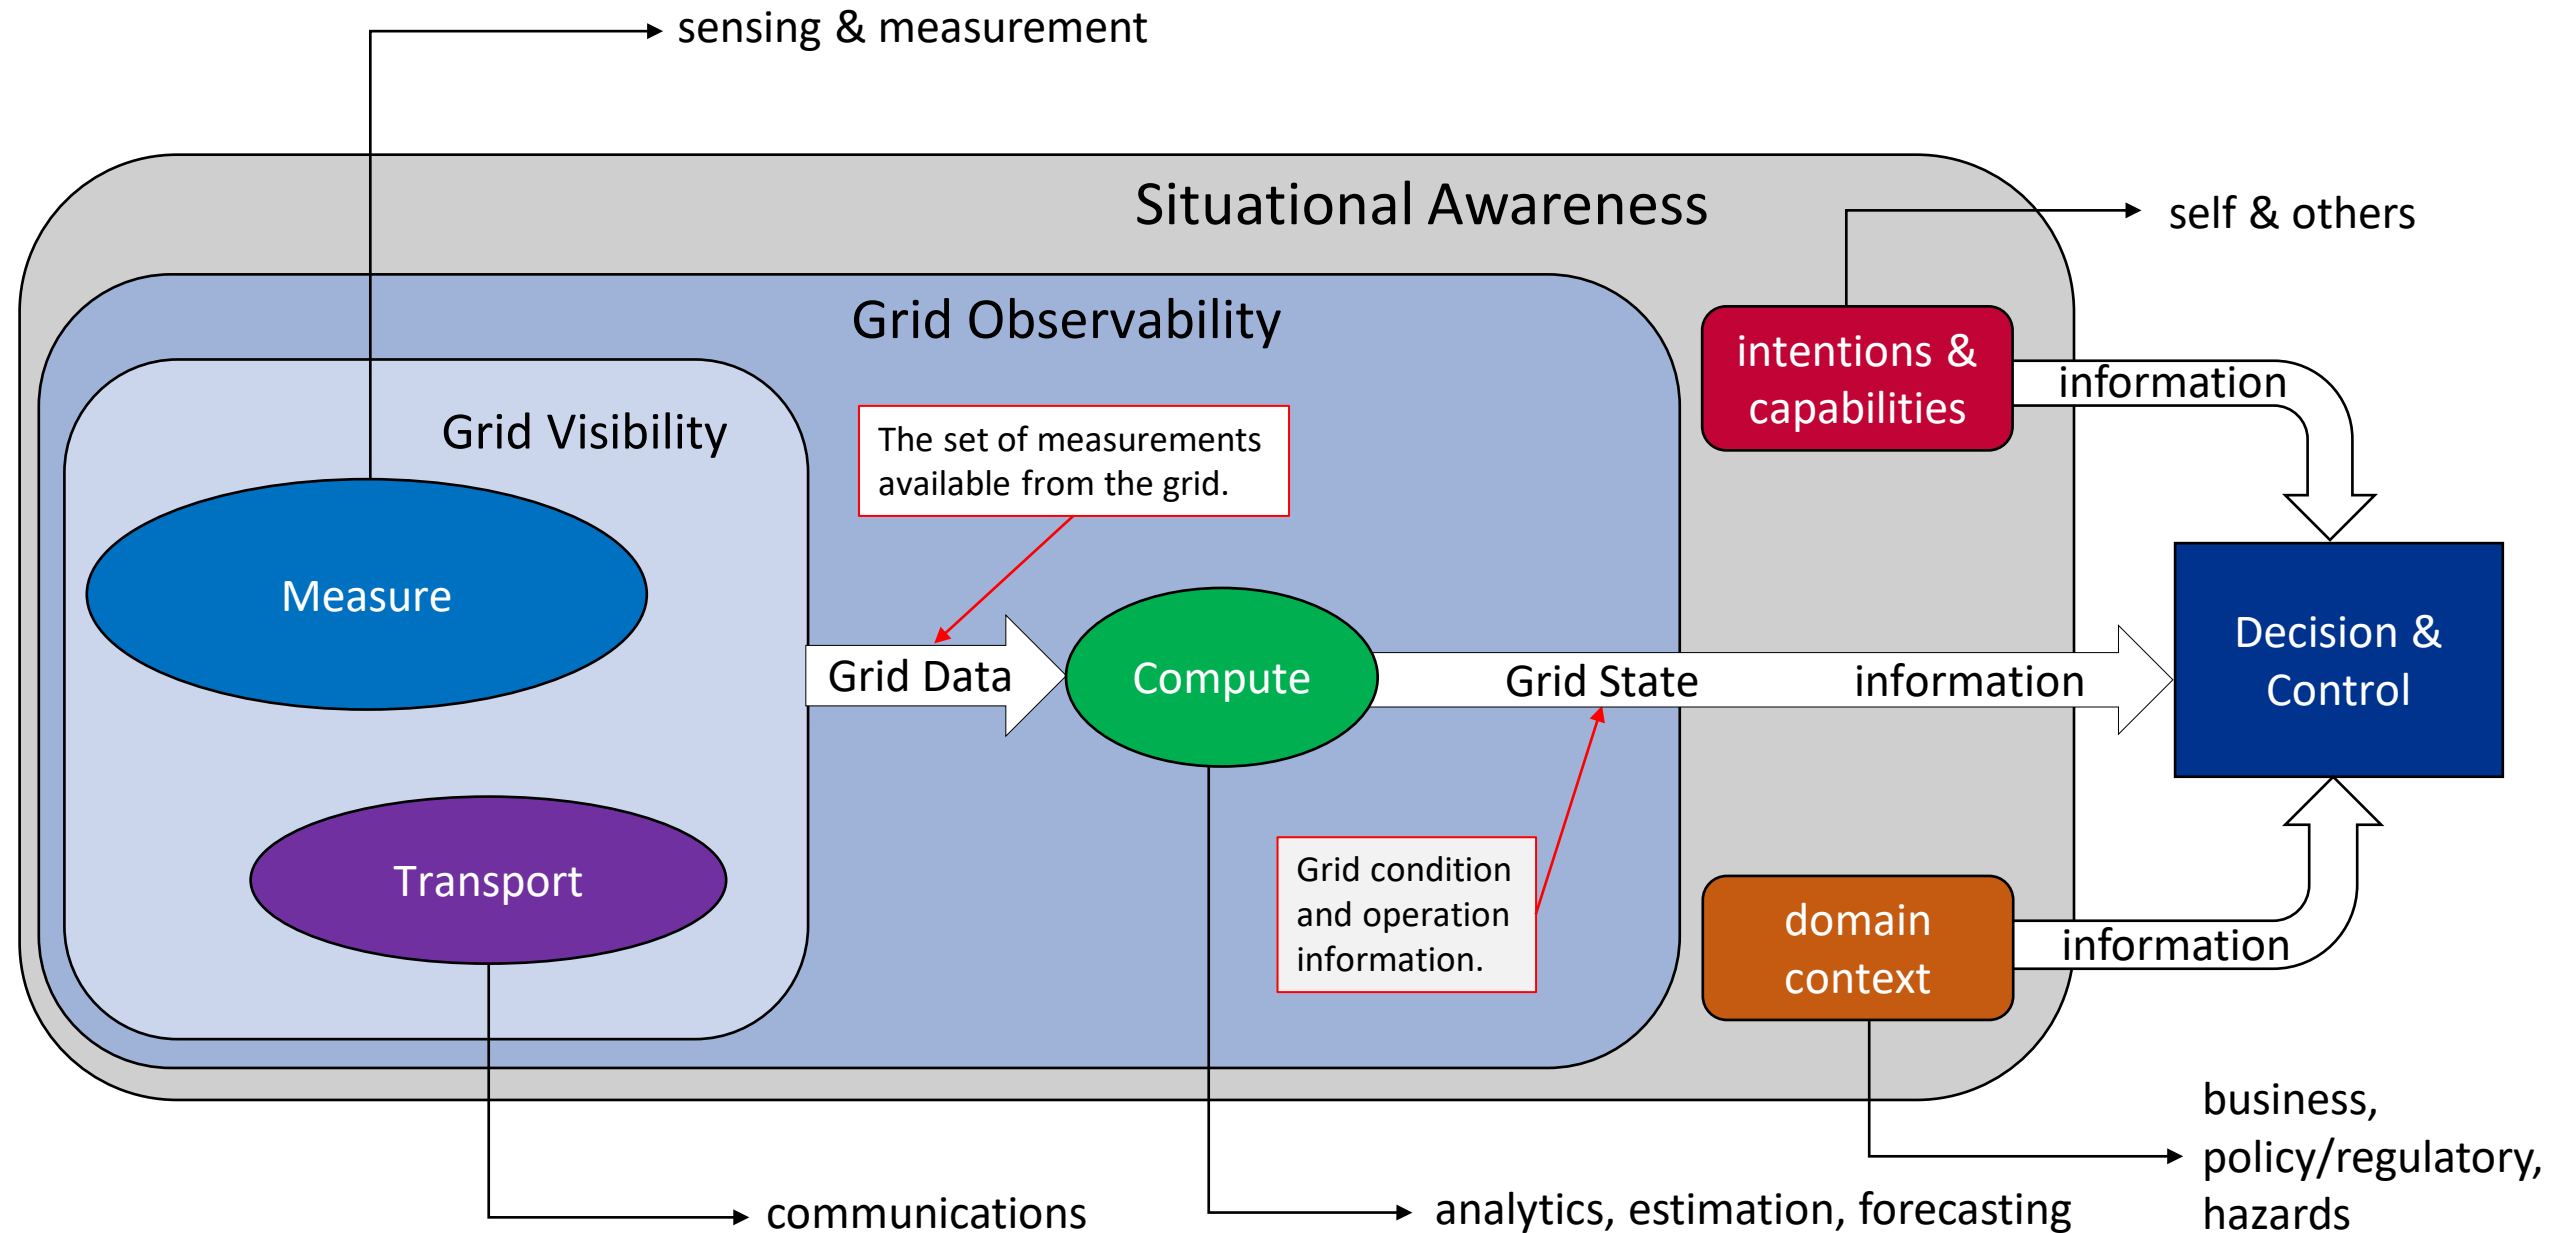 sensing & measurement
Situational Awareness
self & others
Grid Observability
intentions &
capabilities
information
Grid Visibility
The set of measurements
available from the grid.
Measure
Grid Data
Compute
Grid State
information
Decision &
Control
Transport
Grid condition
and operation
information.
domain
context
information
business,
policy/regulatory,
hazards
communications
analytics, estimation, forecasting